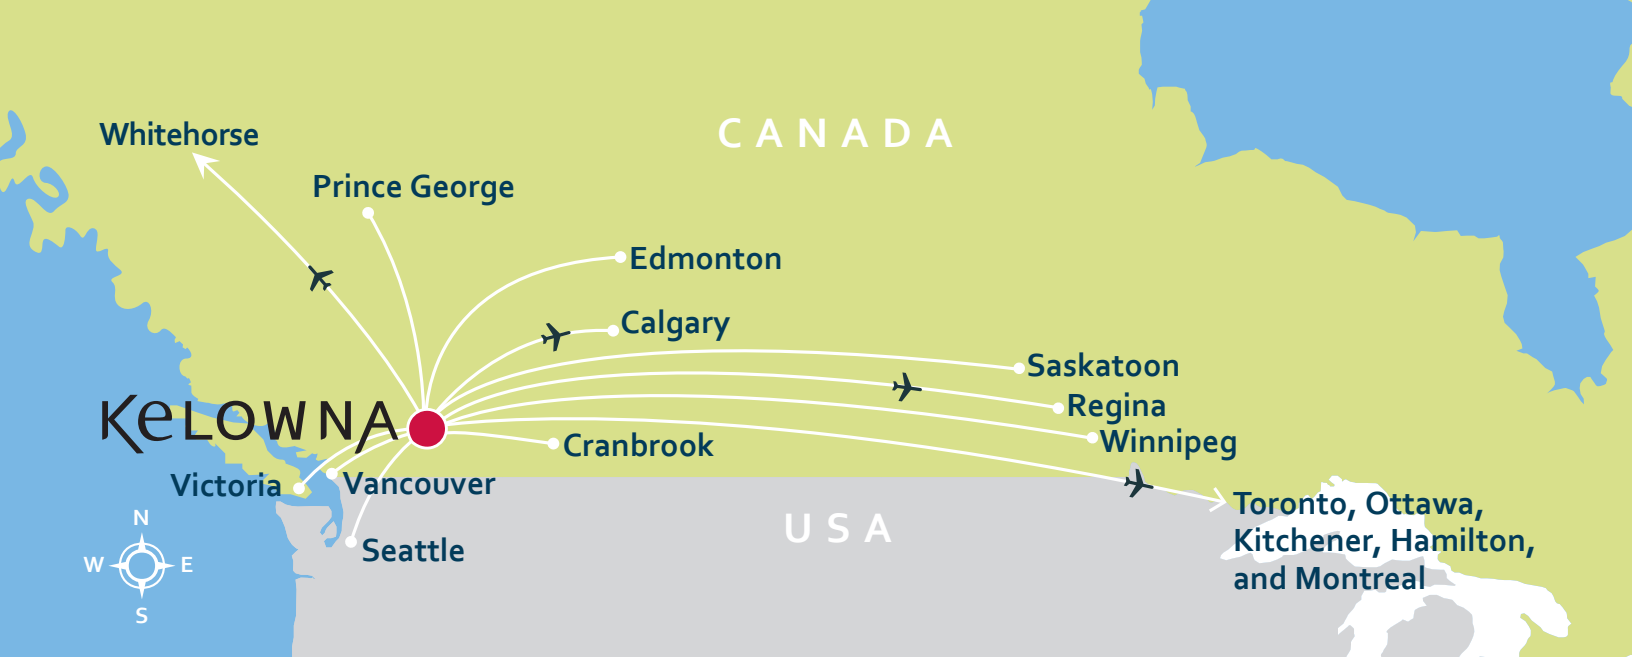 CANADA
Whitehorse
Prince George
Edmonton
Calgary
Saskatoon
Regina
KeLOWNA
Winnipeg
Cranbrook
Victoria
Vancouver
Toronto, Ottawa,
Kitchener, Hamilton,
and Montreal
USA
Seattle
N
W
E
S